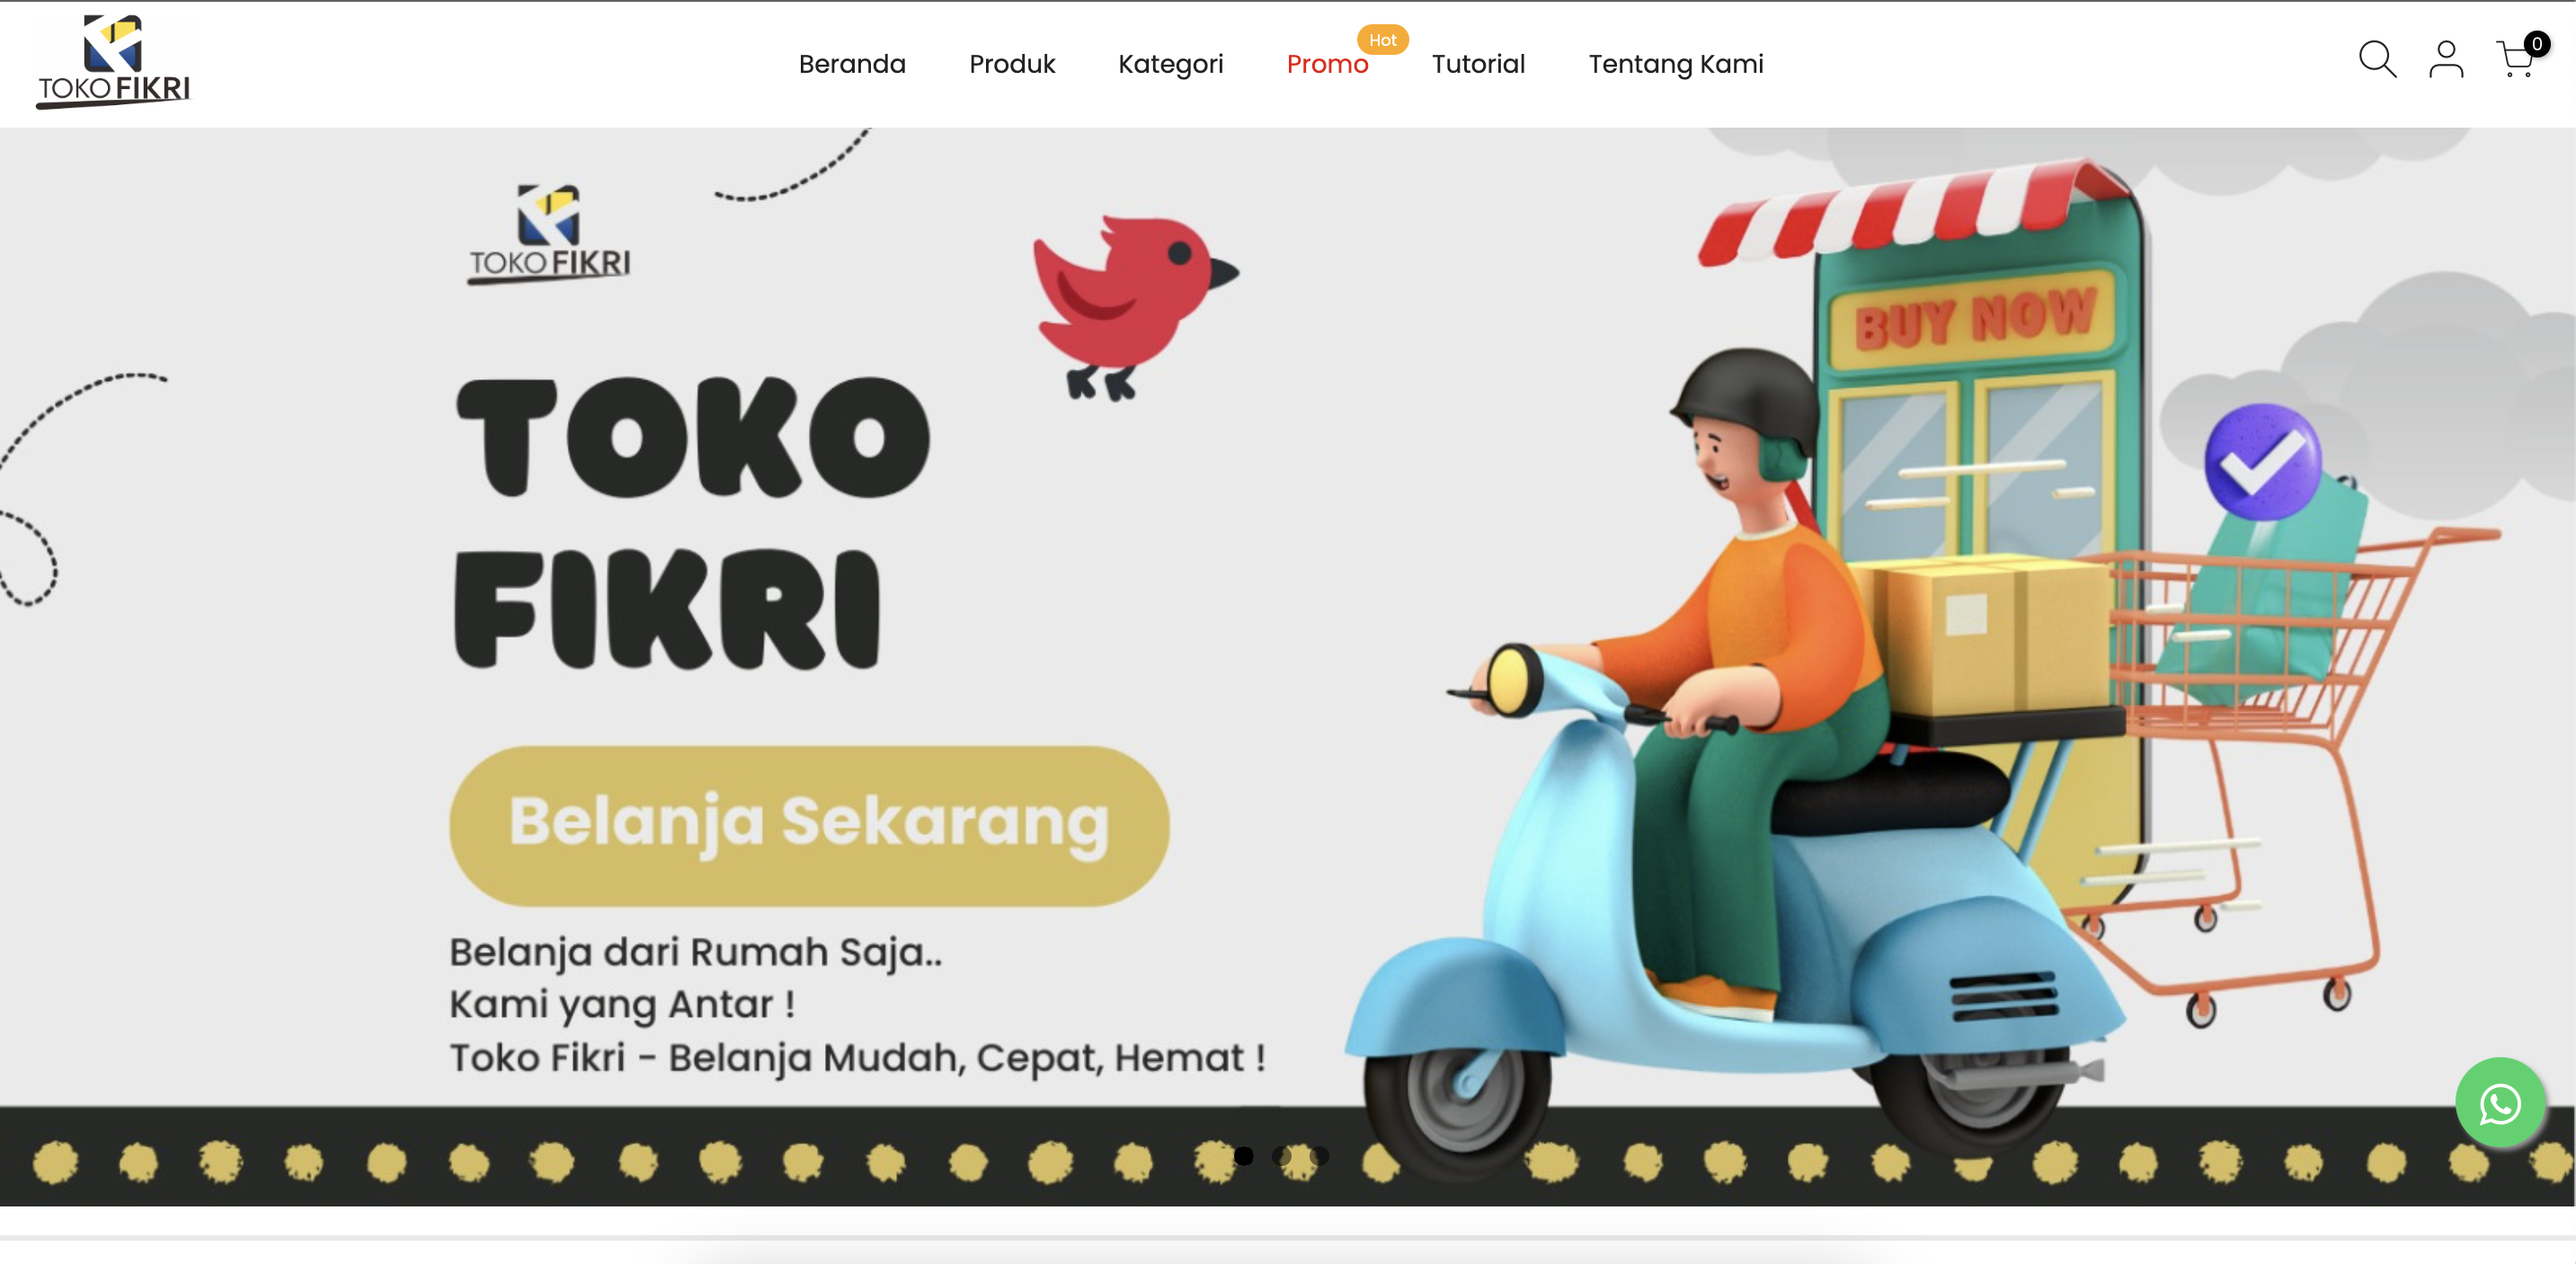 TOKO FIKRI
Beranda
Produk
Kategori
Promo
Hot
Tutorial
Tentang Kami
0
TOKO FIKRI
TOKO
FIKRI
BUY NOW
Belanja Sekarang
Belanja dari Rumah Saja..
Kami yang Antar !
Toko Fikri - Belanja Mudah, Cepat, Hemat !